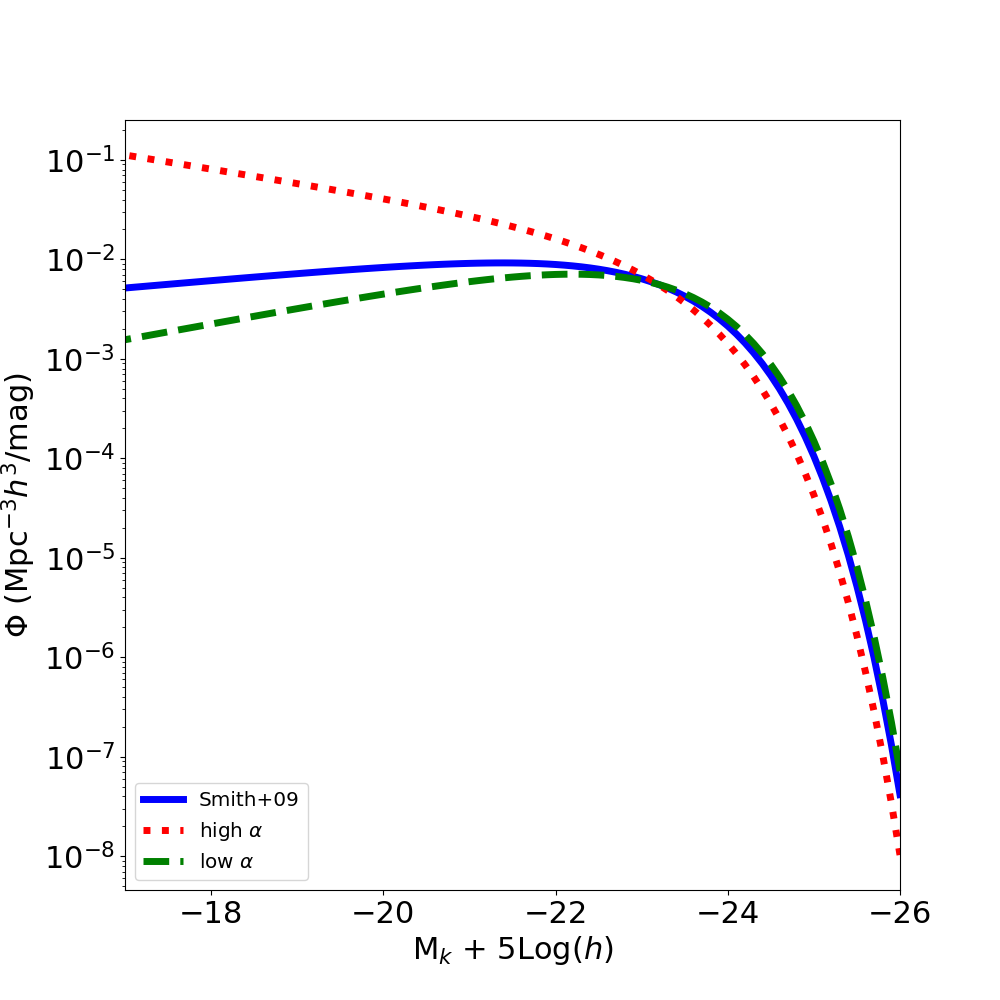 Φ (Mpc⁻³h³/mag)
10⁻¹
10⁻²
10⁻³
10⁻⁴
10⁻⁵
10⁻⁶
10⁻⁷
10⁻⁸
Smith+09
high α
low α
−18 −20 −22 −24 −26
Mₖ + 5Log(h)